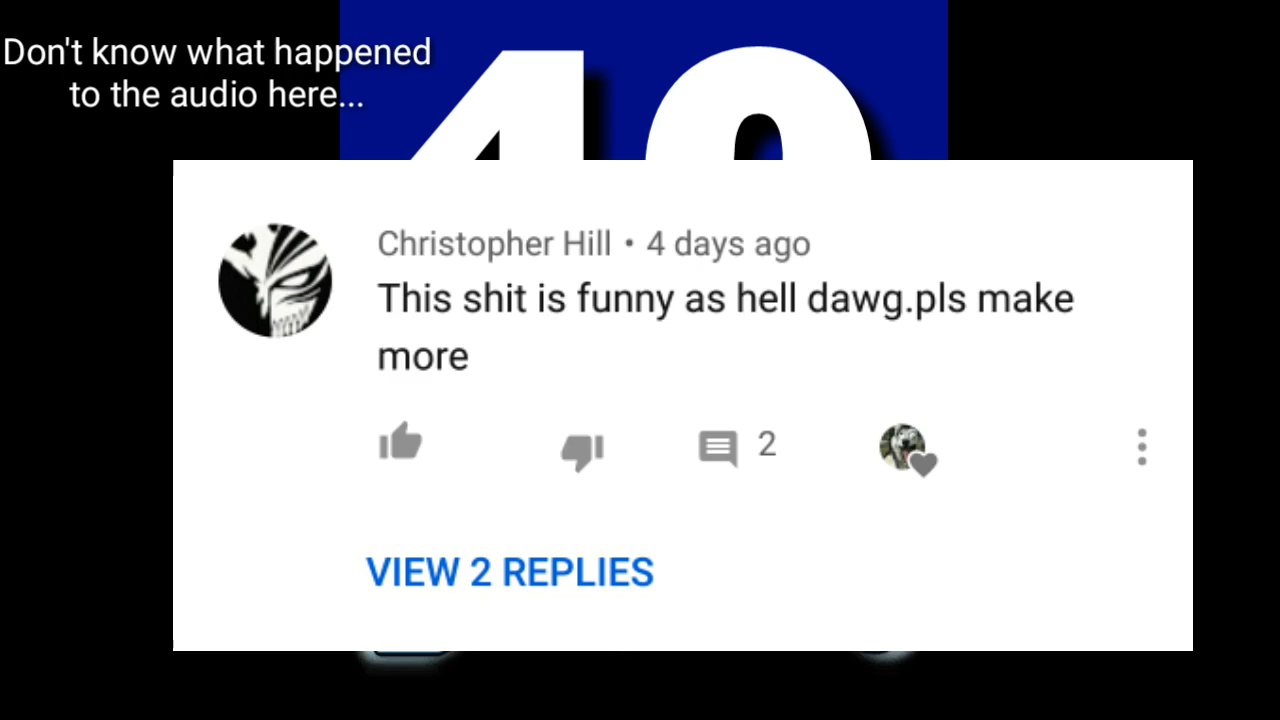 Don't know what happened
to the audio here...
Christopher Hill • 4 days ago
This shit is funny as hell dawg.pls make
more
2
VIEW 2 REPLIES